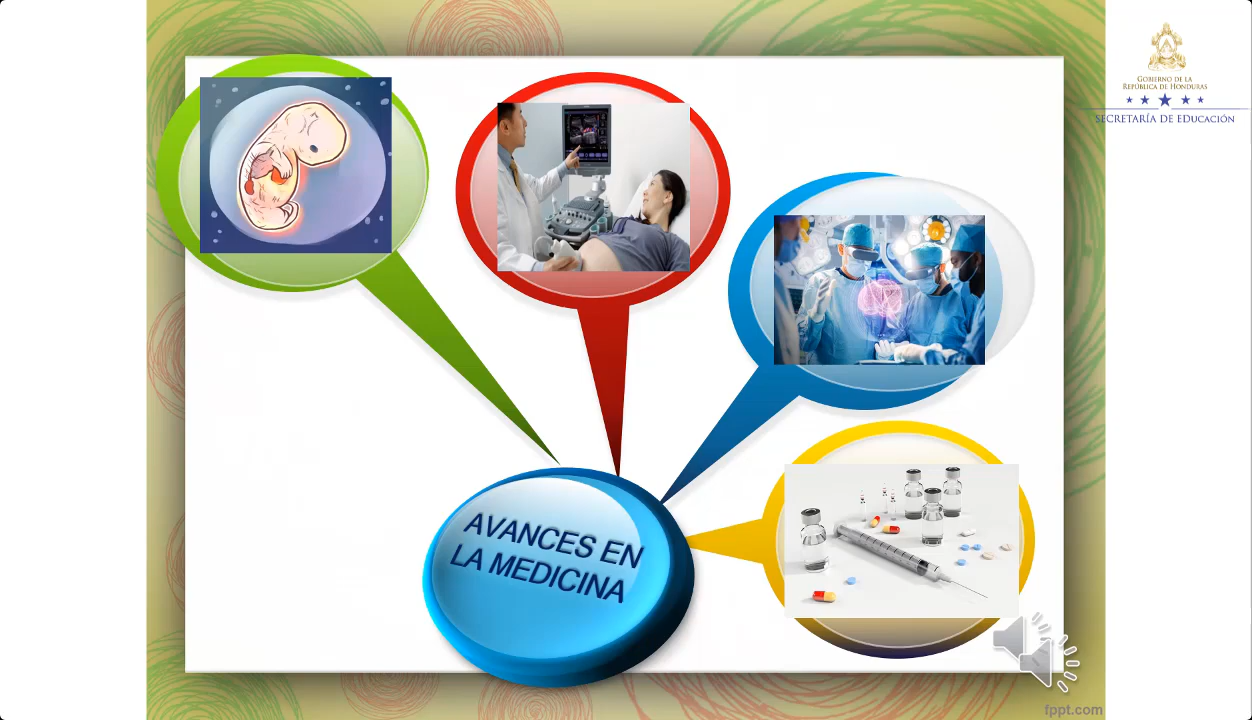 GOBIERNO DE LA
REPÚBLICA DE HONDURAS
SECRETARÍA DE EDUCACIÓN
AVANCES EN
LA MEDICINA
fppt.com